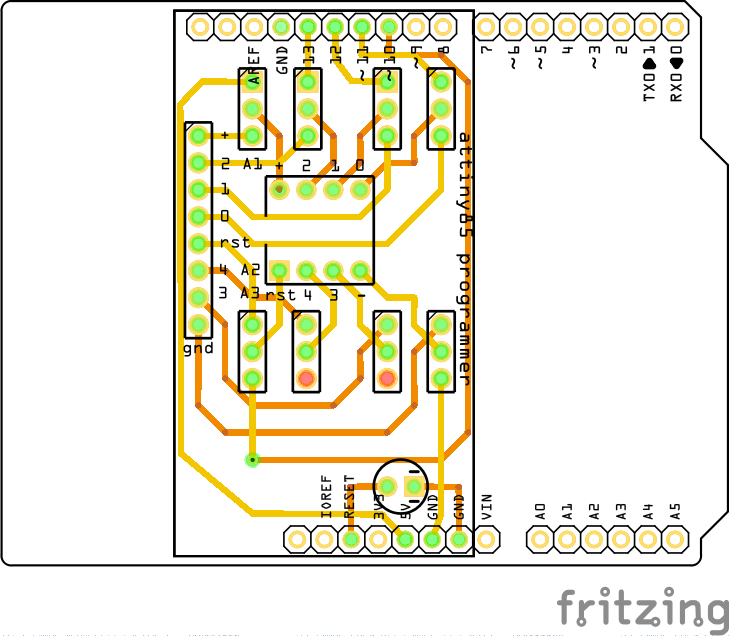 AREF
GND
13
12
~11
~10
~9
8
7
~6
~5
4
~3
2
TX0 1
RX0 0
+
2 A1 + 2 1 0
1
0
rst
4 A2
3 A3 rst 4 3 -
gnd
attiny85 programmer
IOREF
RESET
3V3
5V
GND
GND
VIN
A0
A1
A2
A3
A4
A5
fritzing